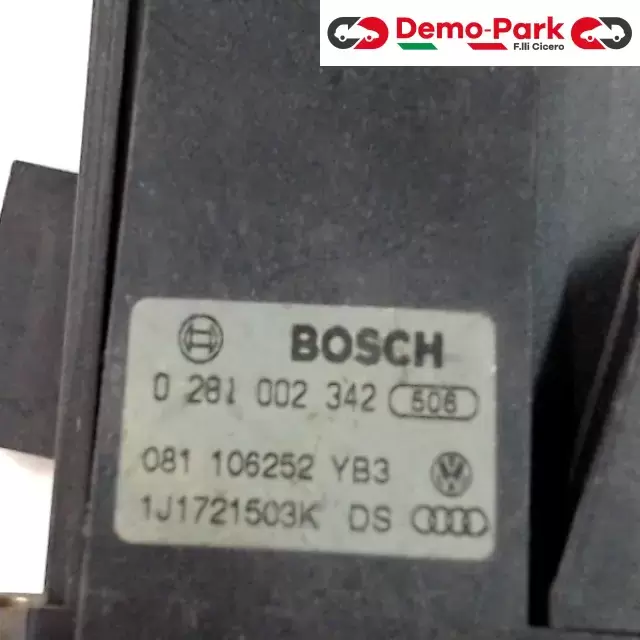 Demo-Park
F.lli Cicero
BOSCH
0 281 002 342 506
081 106252 YB3
1J1721503K DS